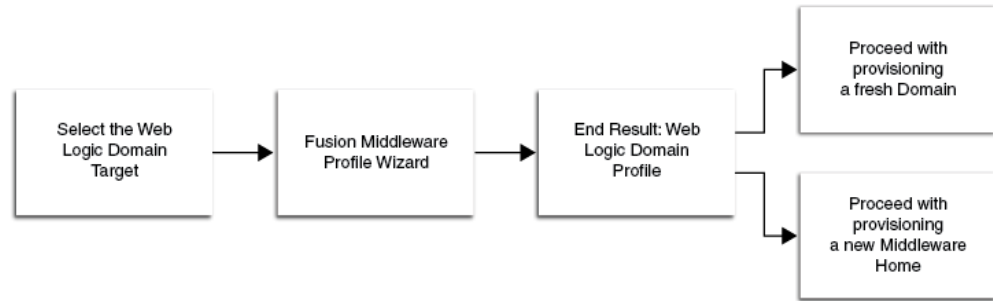 Select the Web
Logic Domain
Target
Fusion Middleware
Profile Wizard
End Result: Web
Logic Domain
Profile
Proceed with
provisioning
a fresh Domain
Proceed with
provisioning
a new Middleware
Home